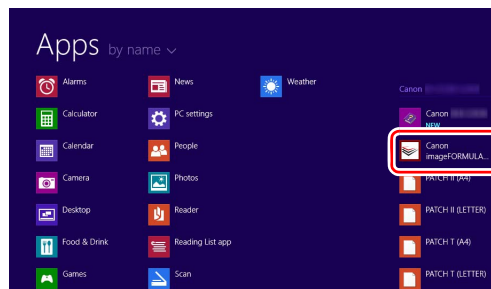 Apps by name
Alarms
Calculator
Calendar
Camera
Desktop
Food & Drink
Games
News
PC settings
People
Photos
Reader
Reading List app
Scan
Weather
Canon
Canon
NEW
Canon
imageFORMULA...
PATCH II (A4)
PATCH II (LETTER)
PATCH T (A4)
PATCH T (LETTER)